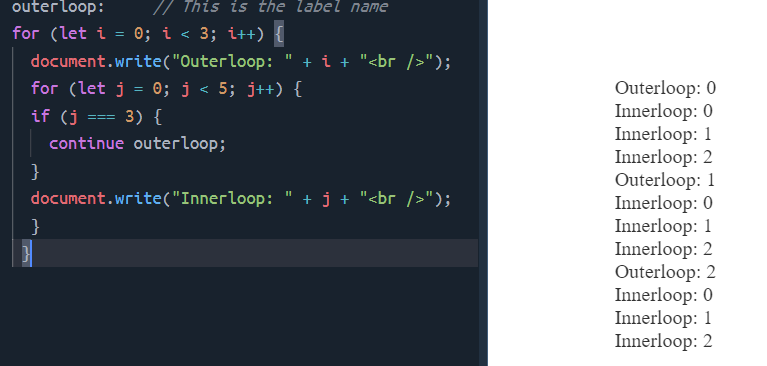 outerloop:     // This is the label name
for (let i = 0; i < 3; i++) {
  document.write("Outerloop: " + i + "<br />");
  for (let j = 0; j < 5; j++) {
  if (j === 3) {
    continue outerloop;
  }
  document.write("Innerloop: " + j + "<br />");
  }
 }
Outerloop: 0
Innerloop: 0
Innerloop: 1
Innerloop: 2
Outerloop: 1
Innerloop: 0
Innerloop: 1
Innerloop: 2
Outerloop: 2
Innerloop: 0
Innerloop: 1
Innerloop: 2